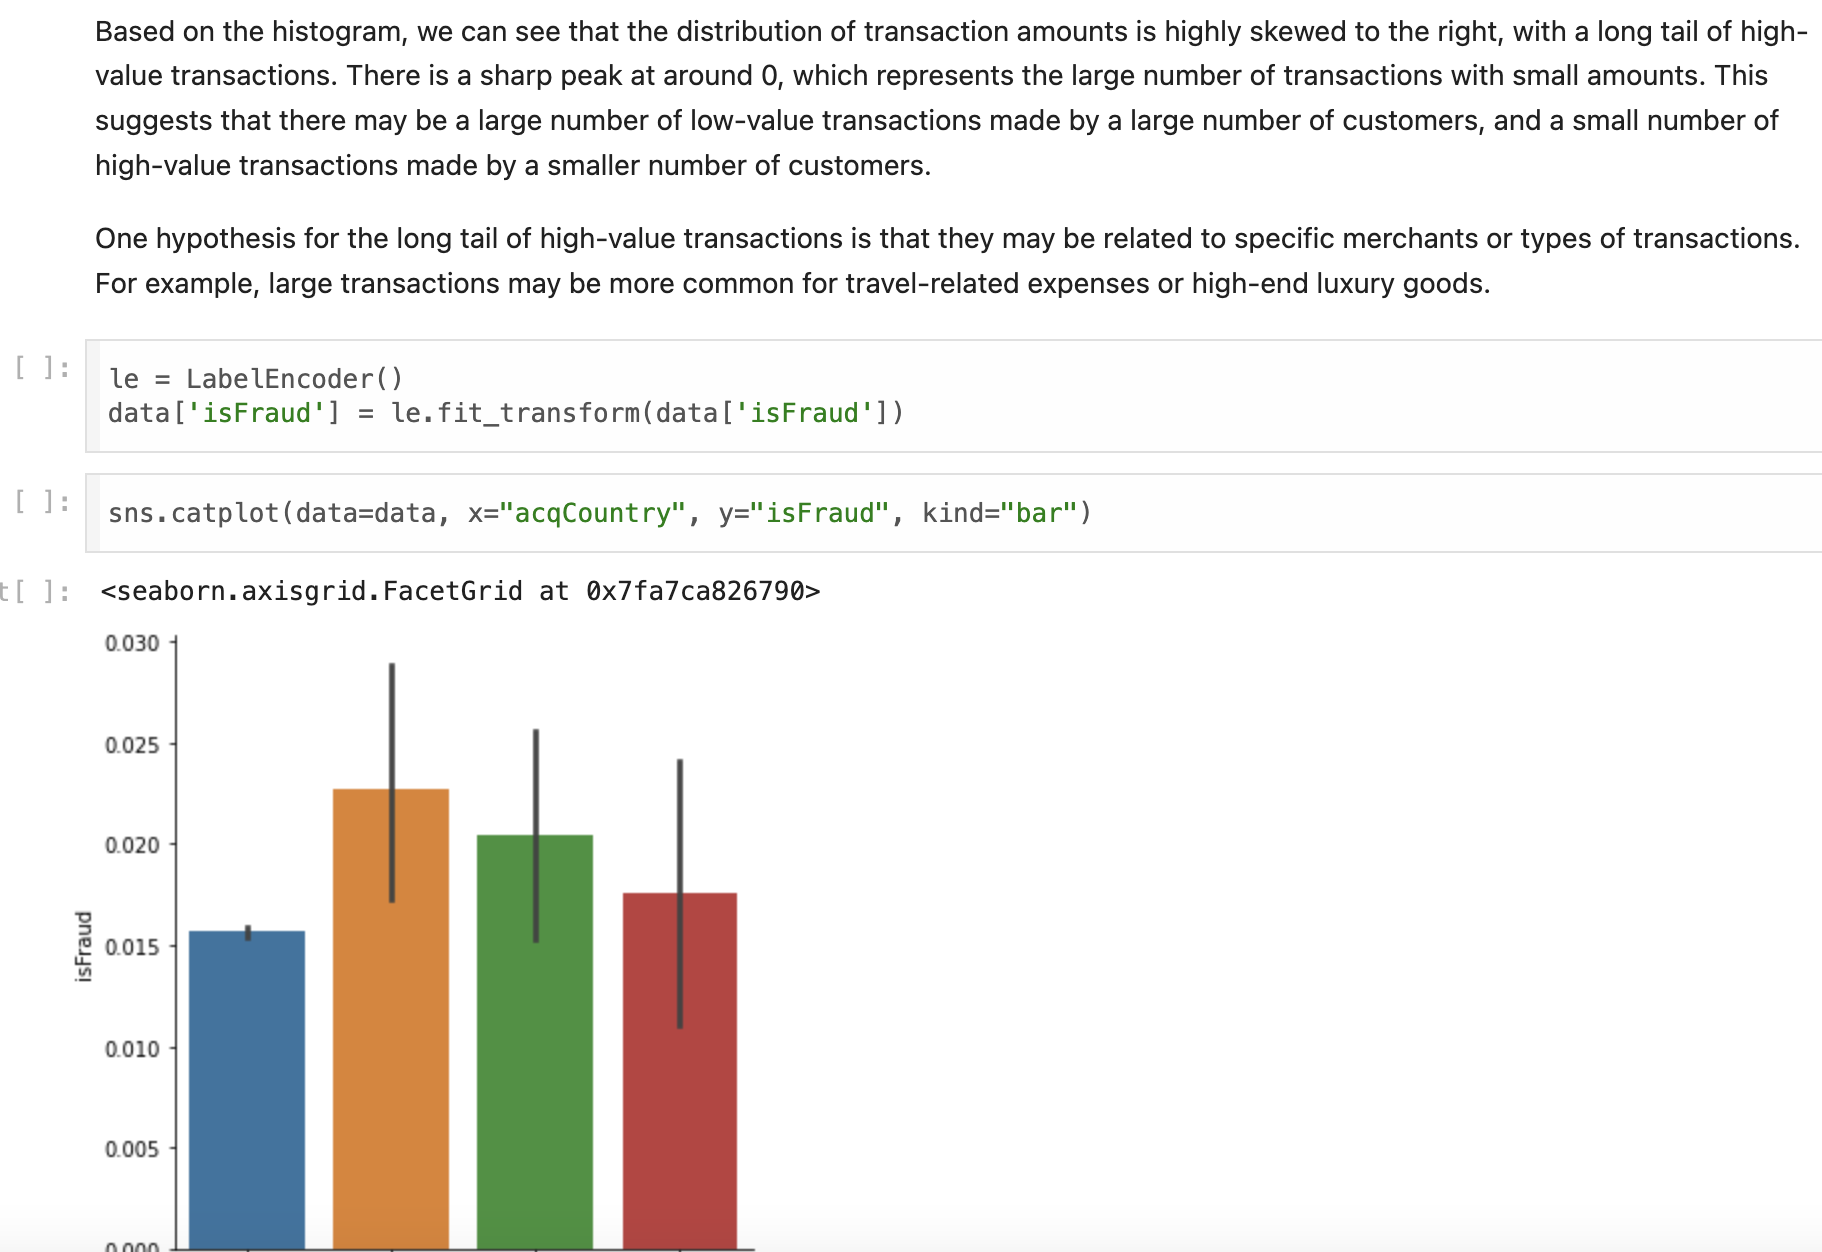 Based on the histogram, we can see that the distribution of transaction amounts is highly skewed to the right, with a long tail of high-
value transactions. There is a sharp peak at around 0, which represents the large number of transactions with small amounts. This
suggests that there may be a large number of low-value transactions made by a large number of customers, and a small number of
high-value transactions made by a smaller number of customers.
One hypothesis for the long tail of high-value transactions is that they may be related to specific merchants or types of transactions.
For example, large transactions may be more common for travel-related expenses or high-end luxury goods.
[ ]:
le = LabelEncoder()
data['isFraud'] = le.fit_transform(data['isFraud'])
[ ]:
sns.catplot(data=data, x="acqCountry", y="isFraud", kind="bar")
t[ ]:
<seaborn.axisgrid.FacetGrid at 0x7fa7ca826790>
0.030
0.025
0.020
0.015
0.010
0.005
0.000
isFraud